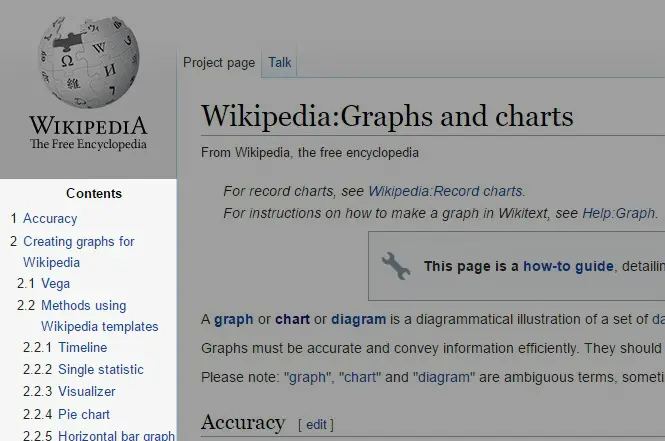 WIKIPEDIA
The Free Encyclopedia
Project page Talk
Wikipedia:Graphs and charts
From Wikipedia, the free encyclopedia
For record charts, see Wikipedia:Record charts.
For instructions on how to make a graph in Wikitext, see Help:Graph.
This page is a how-to guide, detailin
A graph or chart or diagram is a diagrammatical illustration of a set of da
Graphs must be accurate and convey information efficiently. They should
Please note: "graph", "chart" and "diagram" are ambiguous terms, someti
Accuracy [ edit ]
Contents
1 Accuracy
2 Creating graphs for
Wikipedia
2.1 Vega
2.2 Methods using
Wikipedia templates
2.2.1 Timeline
2.2.2 Single statistic
2.2.3 Visualizer
2.2.4 Pie chart
2.2.5 Horizontal bar graph